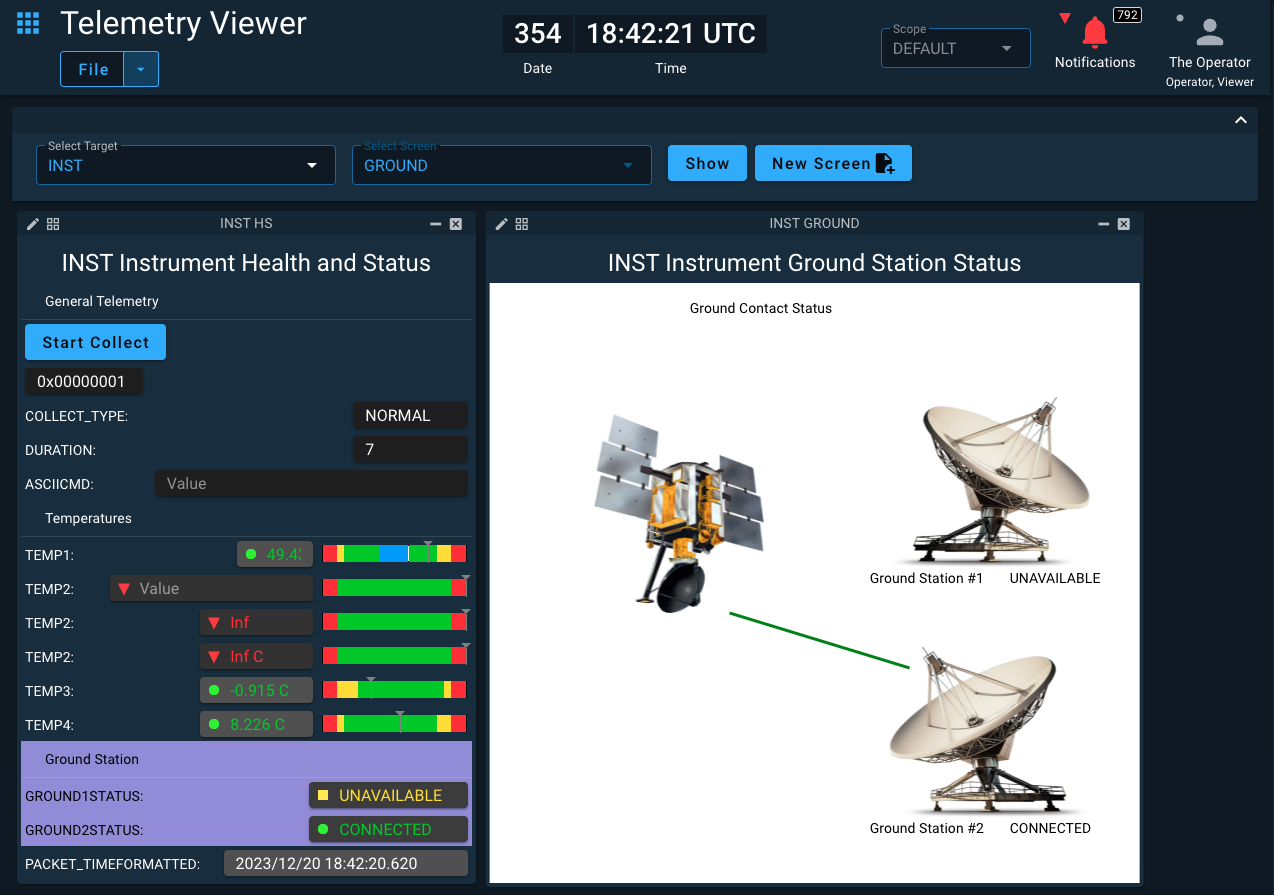 Telemetry Viewer
File
354 18:42:21 UTC
Date Time
Scope
DEFAULT
792
Notifications
The Operator
Operator, Viewer
Select Target
INST
Select Screen
GROUND
Show
New Screen
INST HS
INST Instrument Health and Status
General Telemetry
Start Collect
0x00000001
COLLECT_TYPE: NORMAL
DURATION: 7
ASCIICMD: Value
Temperatures
TEMP1:
TEMP2: Value
TEMP2: Inf
TEMP2: Inf C
TEMP3: -0.915 C
TEMP4: 8.226 C
Ground Station
GROUND1STATUS: UNAVAILABLE
GROUND2STATUS: CONNECTED
PACKET_TIMEFORMATTED: 2023/12/20 18:42:20.620
INST GROUND
INST Instrument Ground Station Status
Ground Contact Status
Ground Station #1 UNAVAILABLE
Ground Station #2 CONNECTED